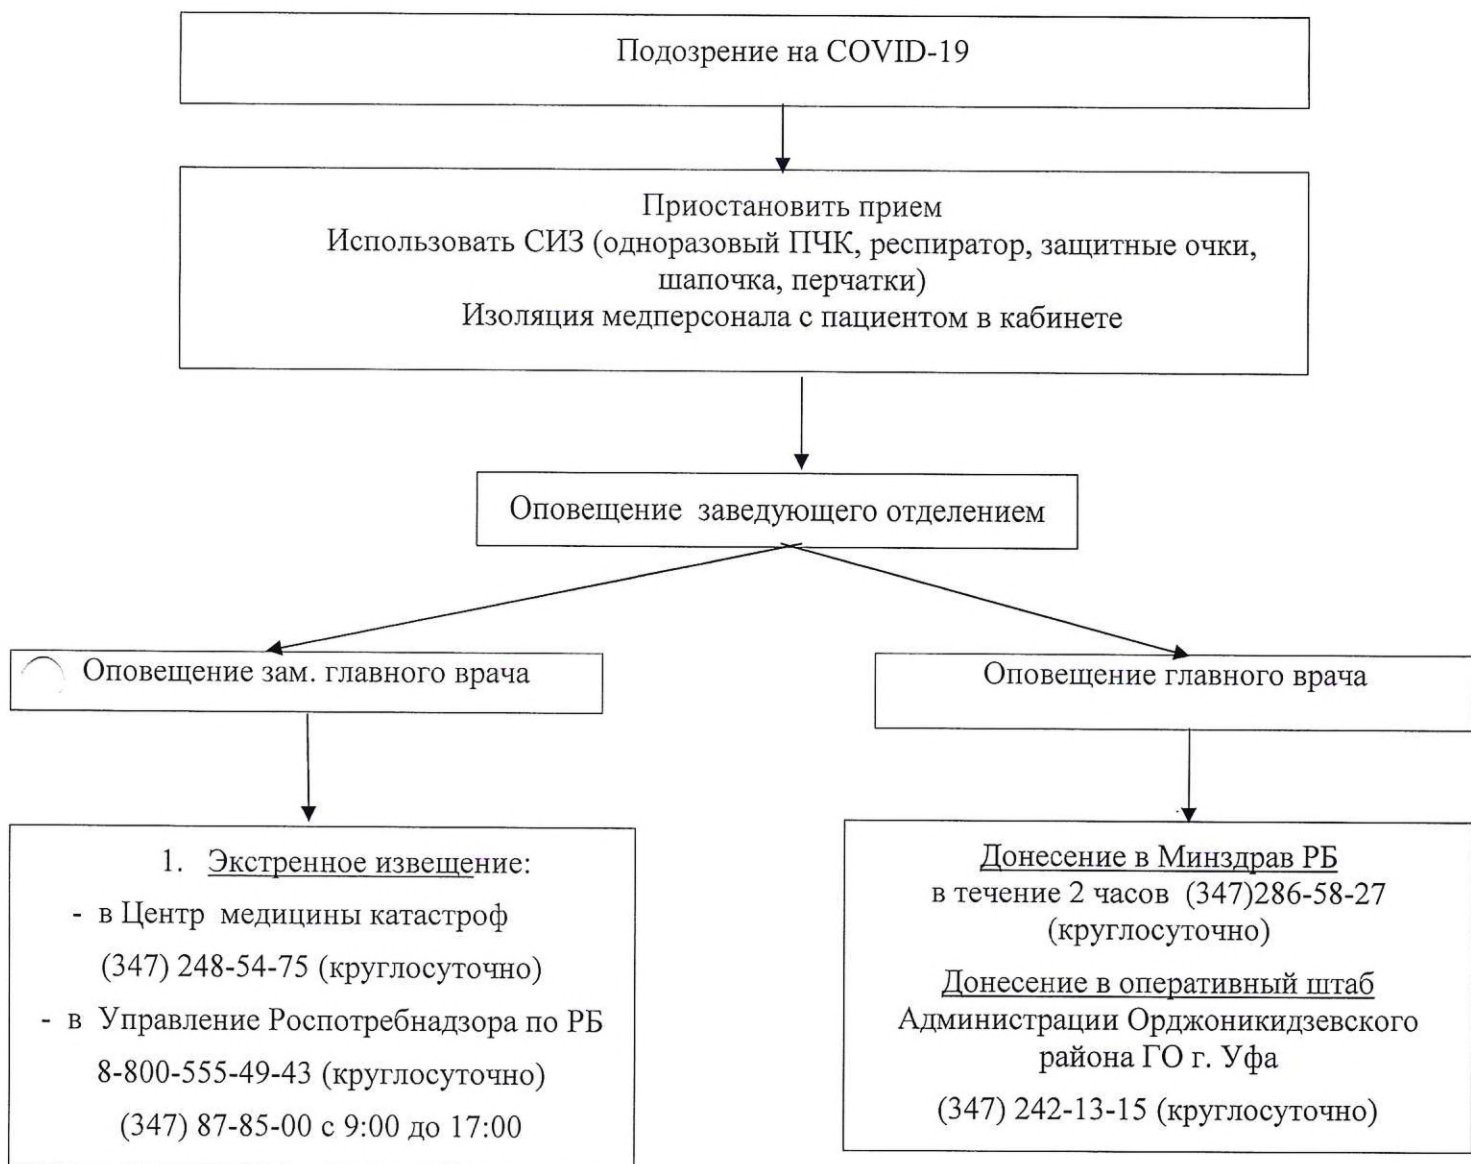 Подозрение на COVID-19
Приостановить прием
Использовать СИЗ (одноразовый ПЧК, респиратор, защитные очки,
шапочка, перчатки)
Изоляция медперсонала с пациентом в кабинете
Оповещение заведующего отделением
Оповещение зам. главного врача
Оповещение главного врача
1. Экстренное извещение:
- в Центр медицины катастроф
(347) 248-54-75 (круглосуточно)
- в Управление Роспотребнадзора по РБ
8-800-555-49-43 (круглосуточно)
(347) 87-85-00 с 9:00 до 17:00
Донесение в Минздрав РБ
в течение 2 часов (347)286-58-27
(круглосуточно)
Донесение в оперативный штаб
Администрации Орджоникидзевского
района ГО г. Уфа
(347) 242-13-15 (круглосуточно)